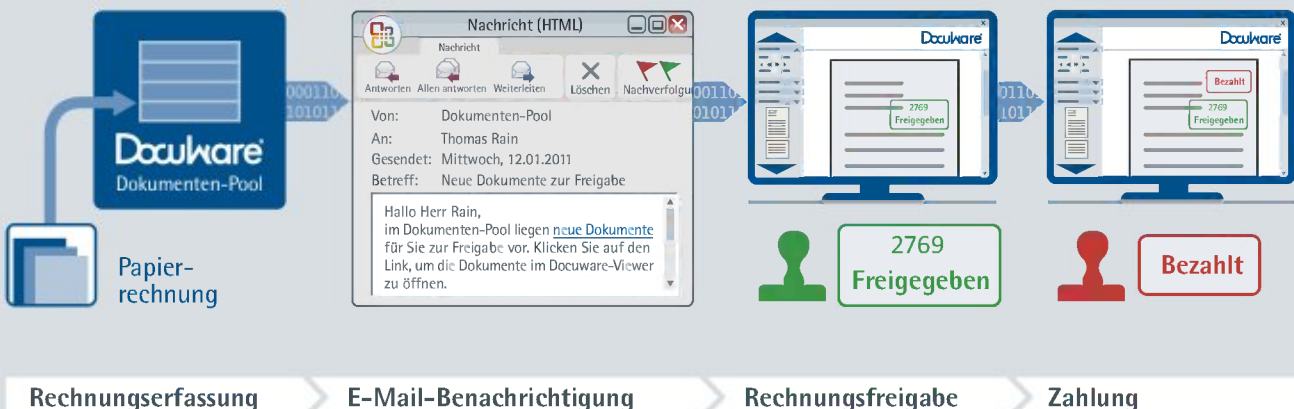 DocuWare
Dokumenten-Pool
Papier-
rechnung
Nachricht (HTML)
Nachricht
Antworten Allen antworten Weiterleiten Löschen Nachverfolgu
Von: Dokumenten-Pool
An: Thomas Rain
Gesendet: Mittwoch, 12.01.2011
Betreff: Neue Dokumente zur Freigabe
Hallo Herr Rain,
im Dokumenten-Pool liegen neue Dokumente
für Sie zur Freigabe vor. Klicken Sie auf den
Link, um die Dokumente im Docuware-Viewer
zu öffnen.
DocuWare
2769
Freigegeben
2769
Freigegeben
DocuWare
Bezahlt
2769
Freigegeben
Bezahlt
Rechnungserfassung
E-Mail-Benachrichtigung
Rechnungsfreigabe
Zahlung